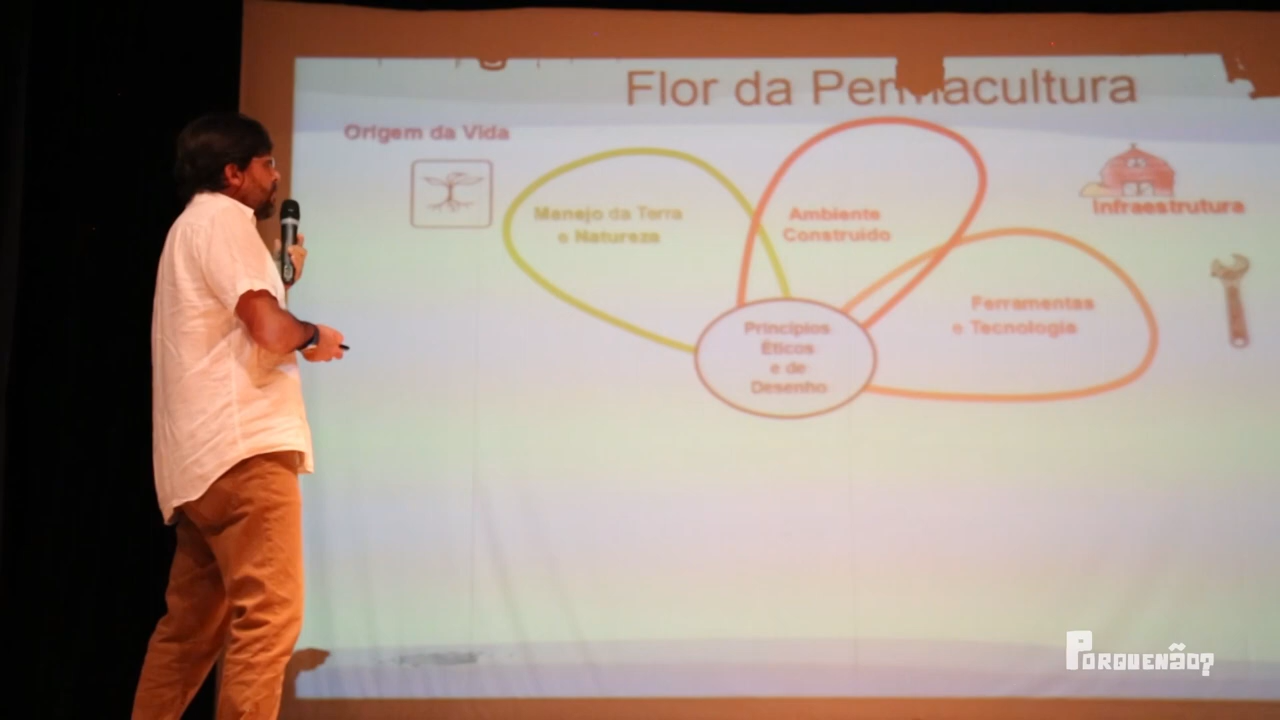 Flor da Permacultura
Origem da Vida
Manejo da Terra
e Natureza
Ambiente
Construído
Infraestrutura
Ferramentas
e Tecnologia
Princípios
Éticos
e de
Desenho
PORQUENÃO?